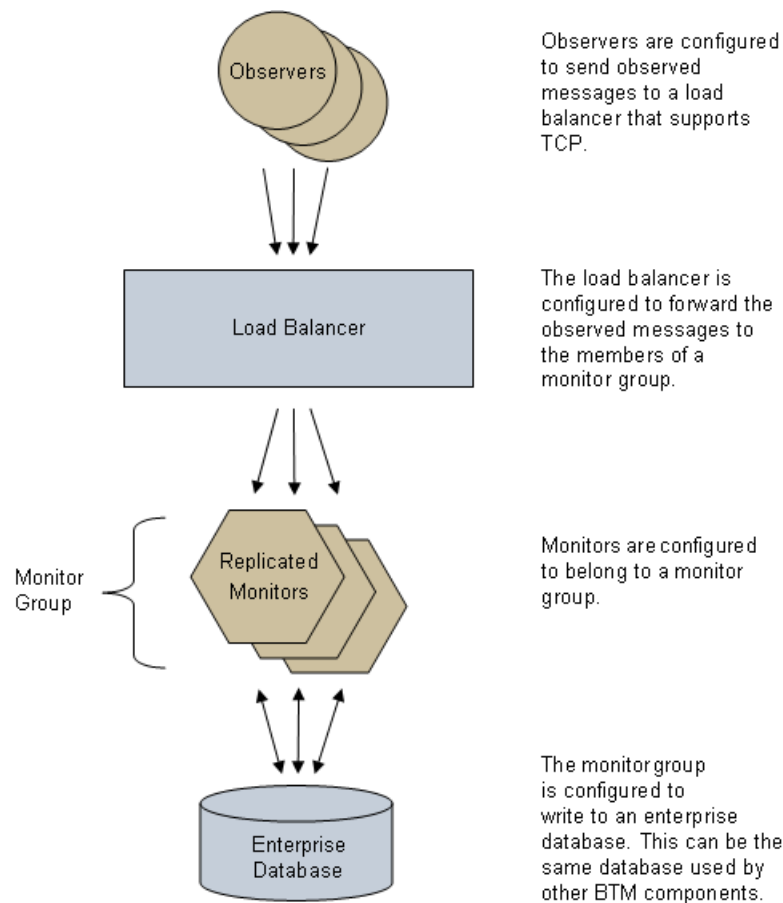 Observers
Observers are configured
to send observed
messages to a load
balancer that supports
TCP.
Load Balancer
The load balancer is
configured to forward the
observed messages to
the members of a
monitor group.
Monitor
Group
Replicated
Monitors
Monitors are configured
to belong to a monitor
group.
Enterprise
Database
The monitor group
is configured to
write to an enterprise
database. This can be the
same database used by
other BTM components.